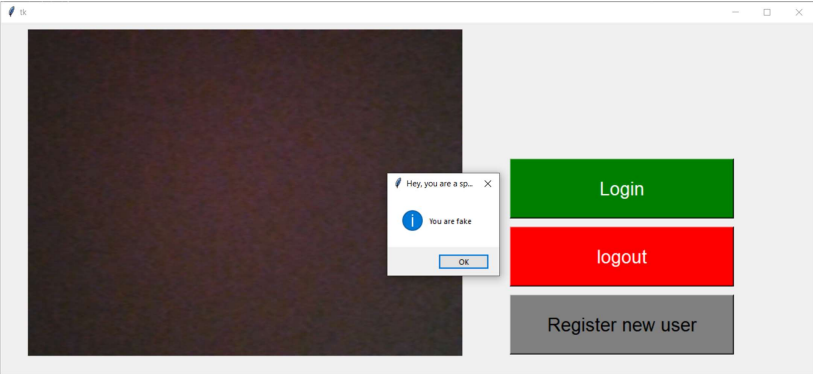 tk
Hey, you are a sp...
You are fake
OK
Login
logout
Register new user